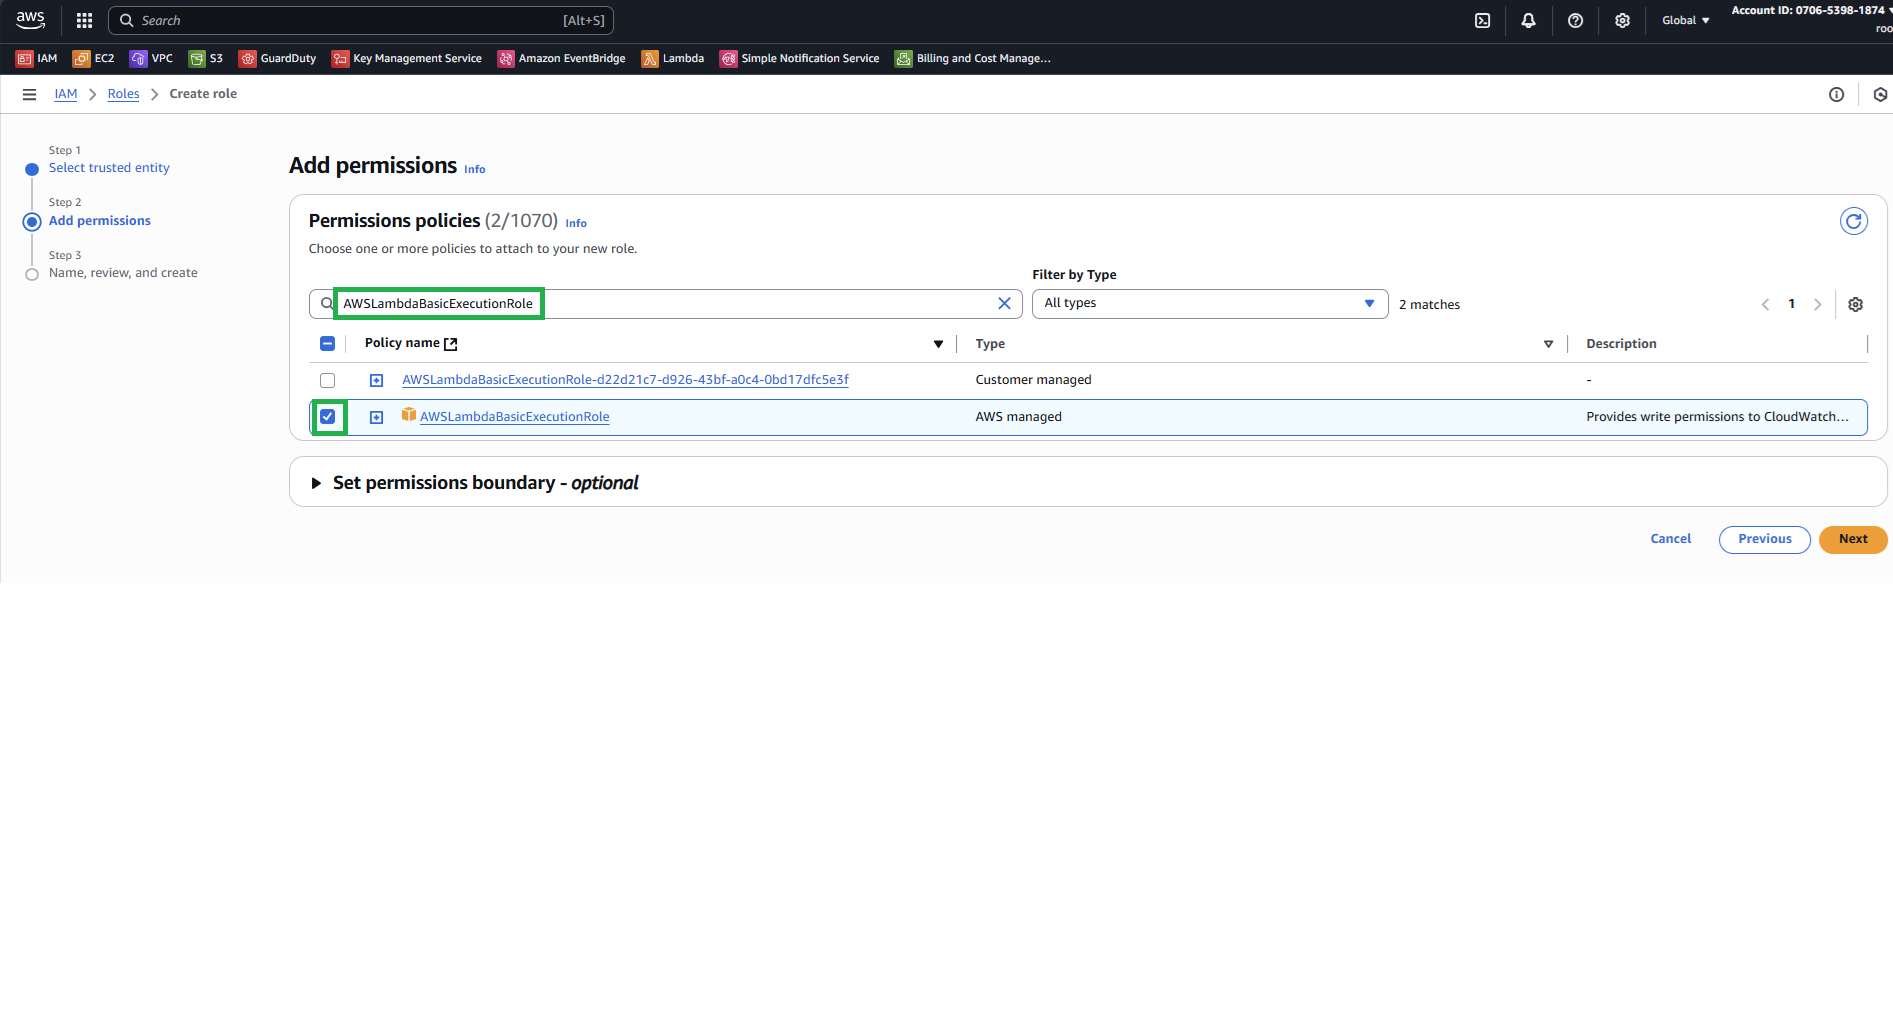 aws
Search [Alt+S]
Global
Account ID: 0706-5398-1874
roo
IAM EC2 VPC S3 GuardDuty Key Management Service Amazon EventBridge Lambda Simple Notification Service Billing and Cost Manage...
IAM Roles Create role
Step 1
Select trusted entity
Step 2
Add permissions
Step 3
Name, review, and create
Add permissions Info
Permissions policies (2/1070) Info
Choose one or more policies to attach to your new role.
Filter by Type
AWSLambdaBasicExecutionRole All types 2 matches 1
Policy name Type Description
AWSLambdaBasicExecutionRole-d22d21c7-d926-43bf-a0c4-0bd17dfc5e3f Customer managed -
AWSLambdaBasicExecutionRole AWS managed Provides write permissions to CloudWatch...
Set permissions boundary - optional
Cancel Previous Next